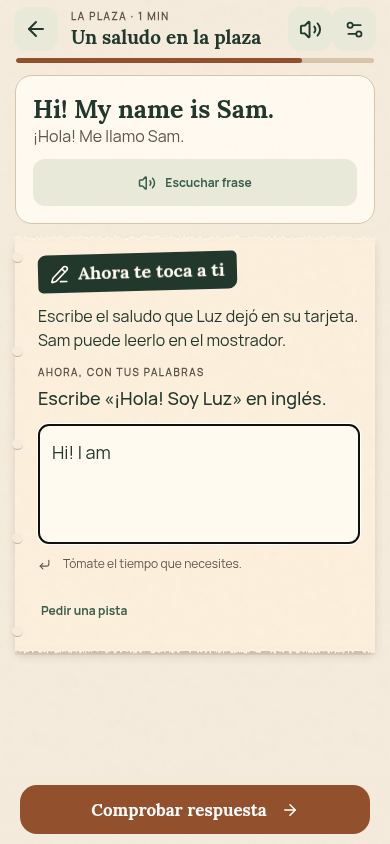 LA PLAZA · 1 MIN
Un saludo en la plaza
Hi! My name is Sam.
¡Hola! Me llamo Sam.
Escuchar frase
Ahora te toca a ti
Escribe el saludo que Luz dejó en su tarjeta.
Sam puede leerlo en el mostrador.
AHORA, CON TUS PALABRAS
Escribe «¡Hola! Soy Luz» en inglés.
Hi! I am
Tómate el tiempo que necesites.
Pedir una pista
Comprobar respuesta